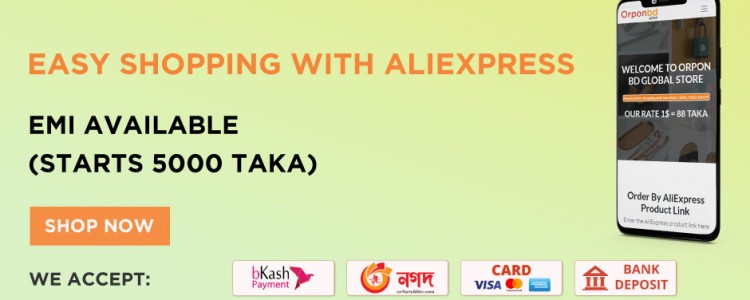 EASY SHOPPING WITH ALIEXPRESS
EMI AVAILABLE
(STARTS 5000 TAKA)
SHOP NOW
WE ACCEPT:
bKash
Payment
নগদ
CARD
VISA
BANK
DEPOSIT
Orponbd
WELCOME TO ORPON
BD GLOBAL STORE
OUR RATE 1$ = 88 TAKA
Order By AliExpress
Product Link
Enter the AliExpress product link here